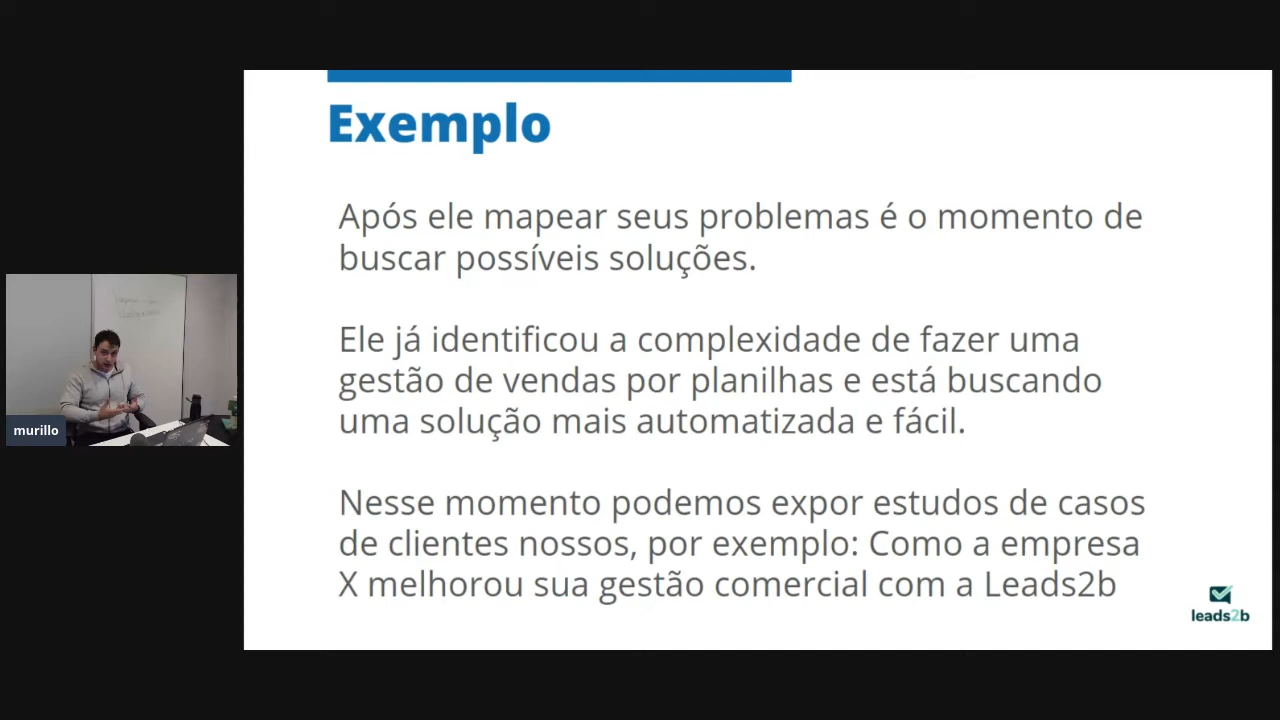 Exemplo
Após ele mapear seus problemas é o momento de
buscar possíveis soluções.
Ele já identificou a complexidade de fazer uma
gestão de vendas por planilhas e está buscando
uma solução mais automatizada e fácil.
Nesse momento podemos expor estudos de casos
de clientes nossos, por exemplo: Como a empresa
X melhorou sua gestão comercial com a Leads2b
leads2b
murillo